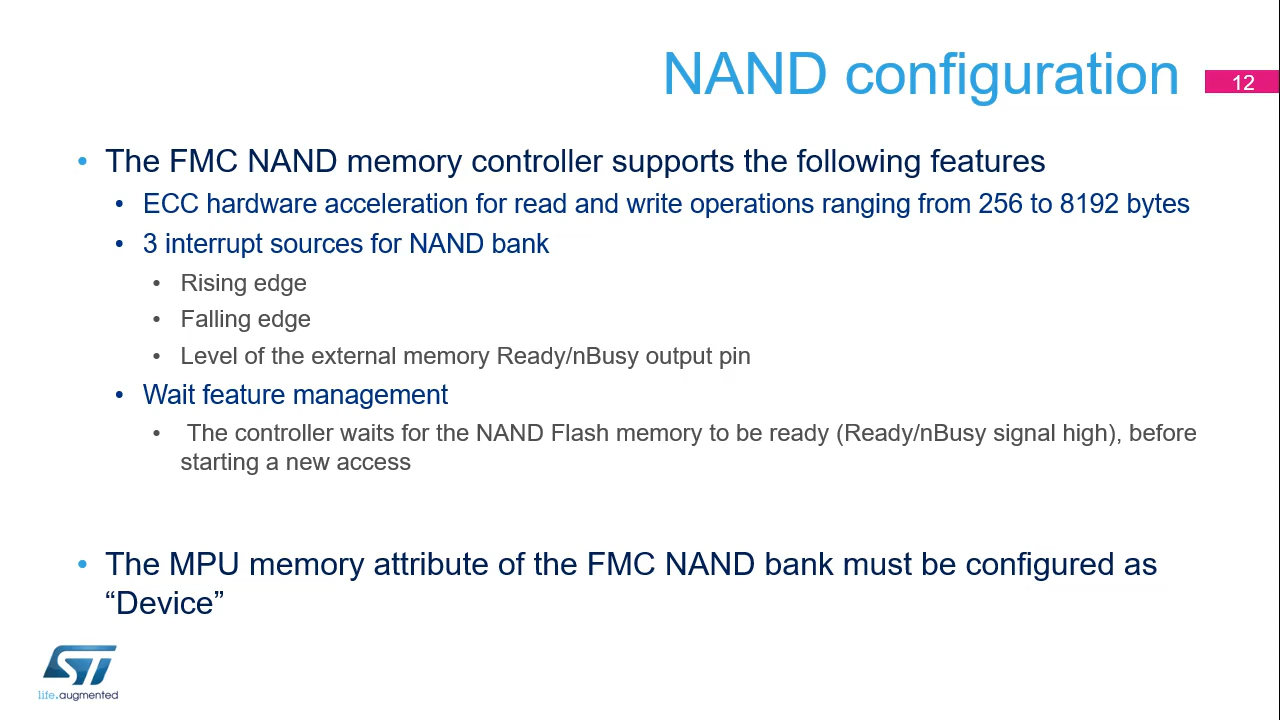 NAND configuration
12
• The FMC NAND memory controller supports the following features
• ECC hardware acceleration for read and write operations ranging from 256 to 8192 bytes
• 3 interrupt sources for NAND bank
• Rising edge
• Falling edge
• Level of the external memory Ready/nBusy output pin
• Wait feature management
• The controller waits for the NAND Flash memory to be ready (Ready/nBusy signal high), before
starting a new access
• The MPU memory attribute of the FMC NAND bank must be configured as
“Device”
ST
life.augmented